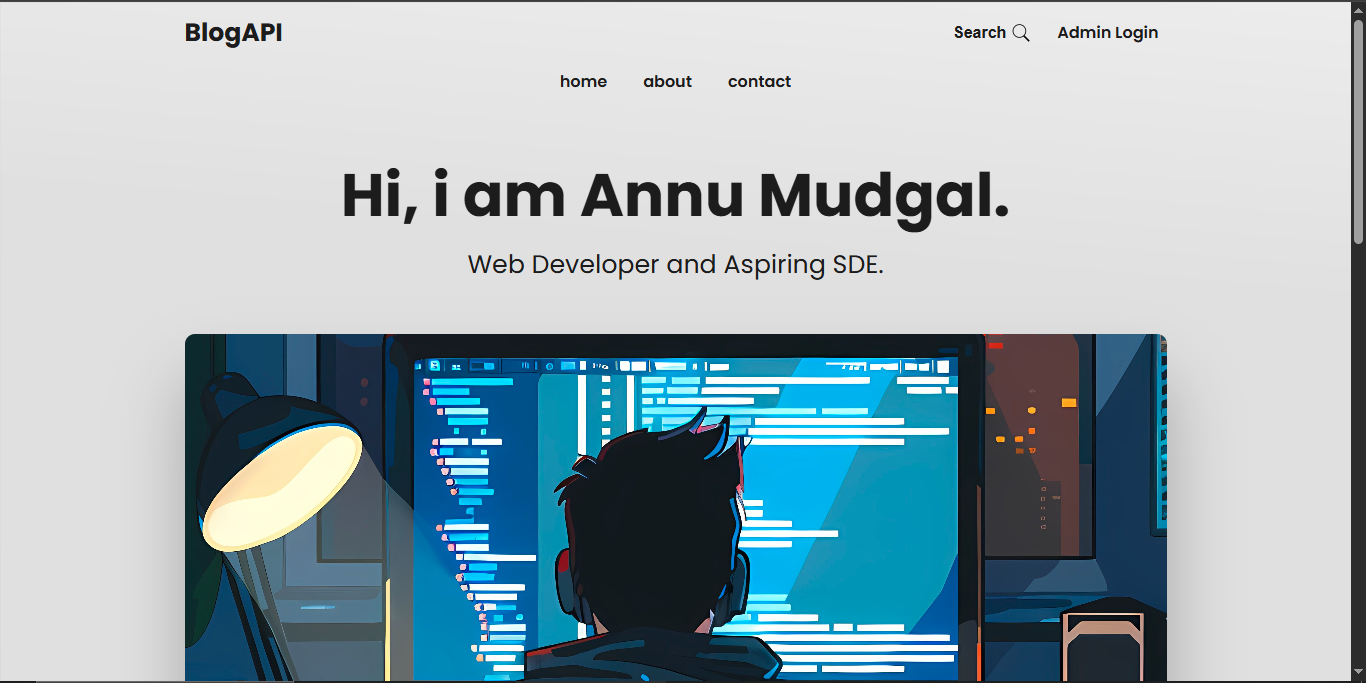 BlogAPI
Search Admin Login
home about contact
Hi, i am Annu Mudgal.
Web Developer and Aspiring SDE.